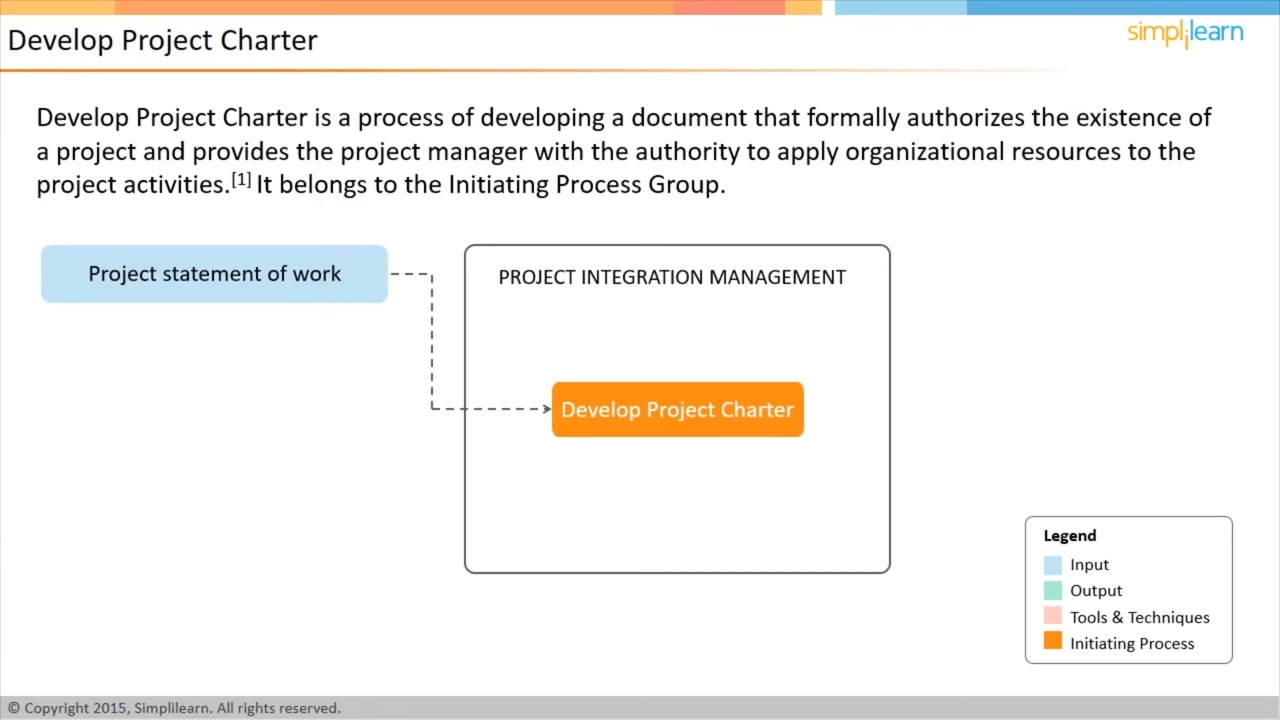 Develop Project Charter
simplilearn
Develop Project Charter is a process of developing a document that formally authorizes the existence of
a project and provides the project manager with the authority to apply organizational resources to the
project activities.[1] It belongs to the Initiating Process Group.
Project statement of work
PROJECT INTEGRATION MANAGEMENT
Develop Project Charter
Legend
Input
Output
Tools & Techniques
Initiating Process
© Copyright 2015, Simplilearn. All rights reserved.